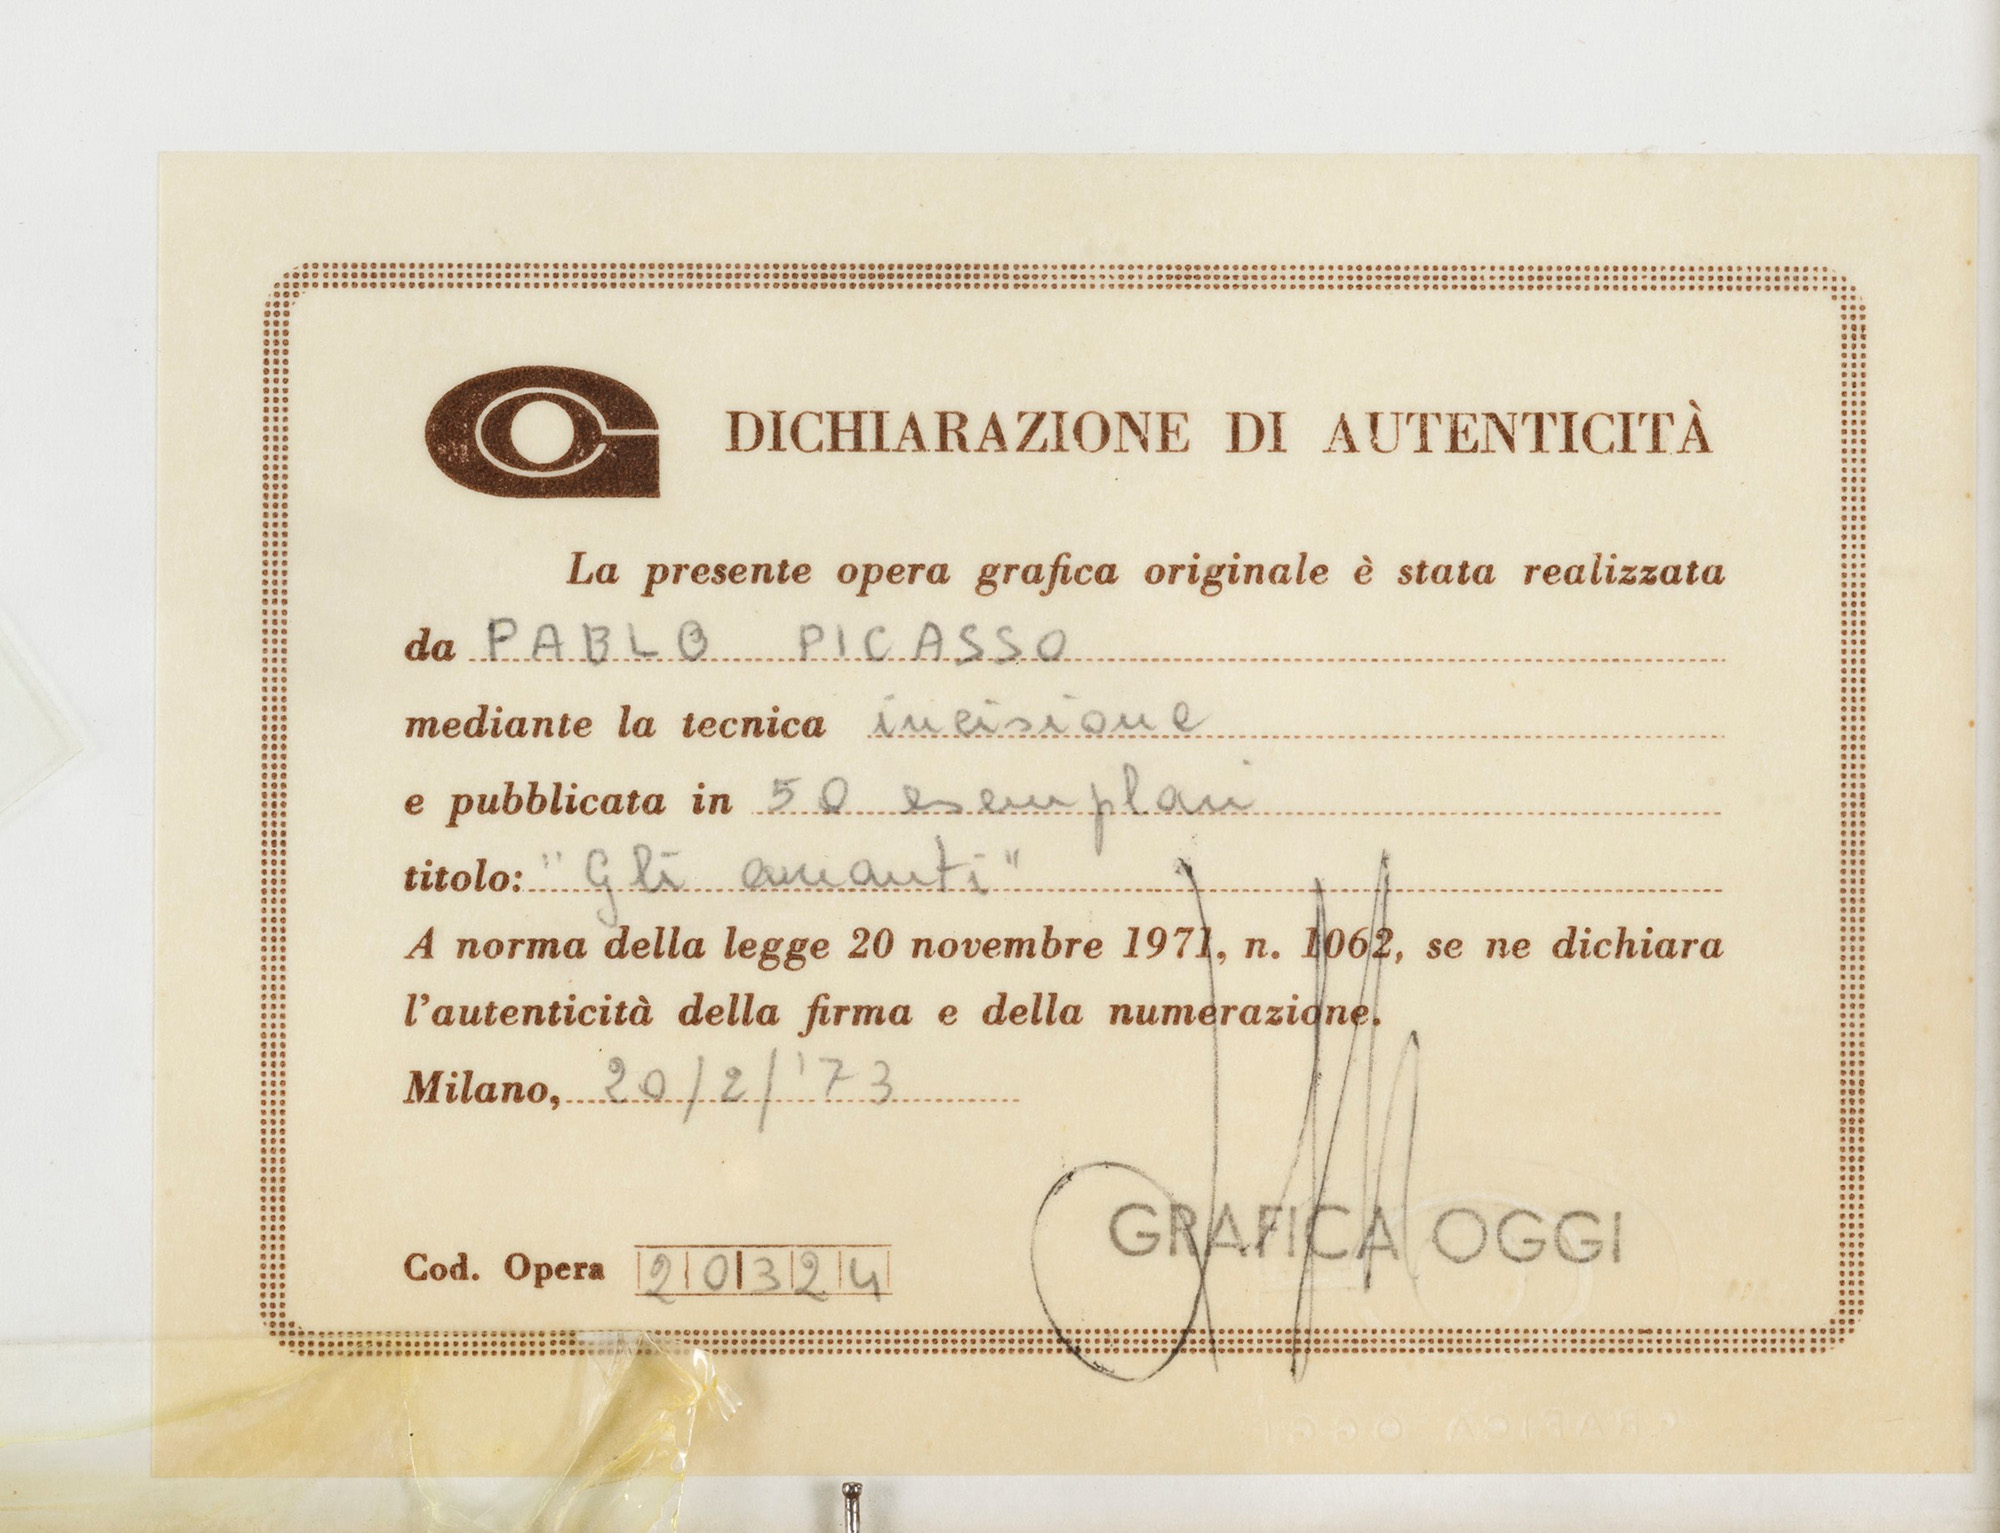 DICHIARAZIONE DI AUTENTICITÀ
La presente opera grafica originale è stata realizzata
da PABLO PICASSO
mediante la tecnica incisione
e pubblicata in 50 esemplari
titolo: "Gli amanti"
A norma della legge 20 novembre 1971, n. 1062, se ne dichiara
l'autenticità della firma e della numerazione.
Milano, 20/2/'73
GRAFICA OGGI
Cod. Opera 20324
GRAFICA OGGI